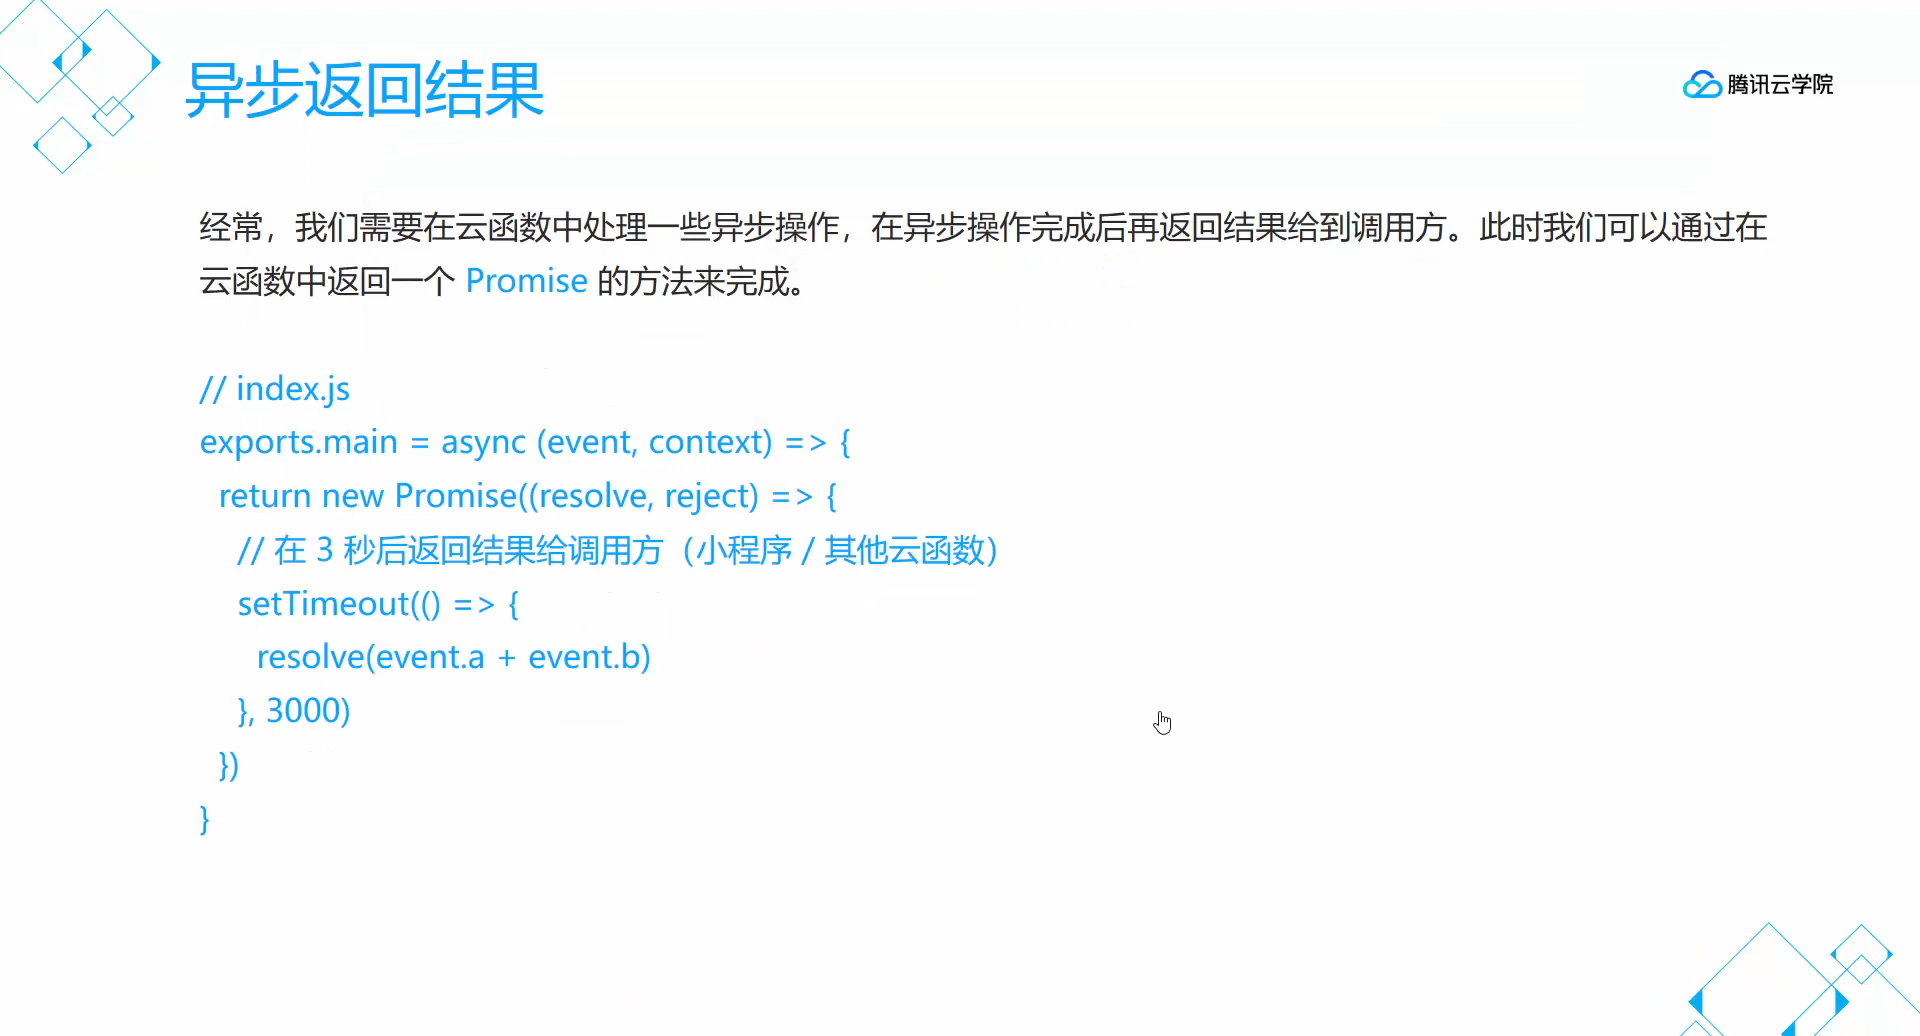 异步返回结果
腾讯云学院
经常，我们需要在云函数中处理一些异步操作，在异步操作完成后再返回结果给到调用方。此时我们可以通过在
云函数中返回一个 Promise 的方法来完成。
// index.js
exports.main = async (event, context) => {
return new Promise((resolve, reject) => {
// 在 3 秒后返回结果给调用方（小程序 / 其他云函数）
setTimeout(() => {
resolve(event.a + event.b)
}, 3000)
})
}